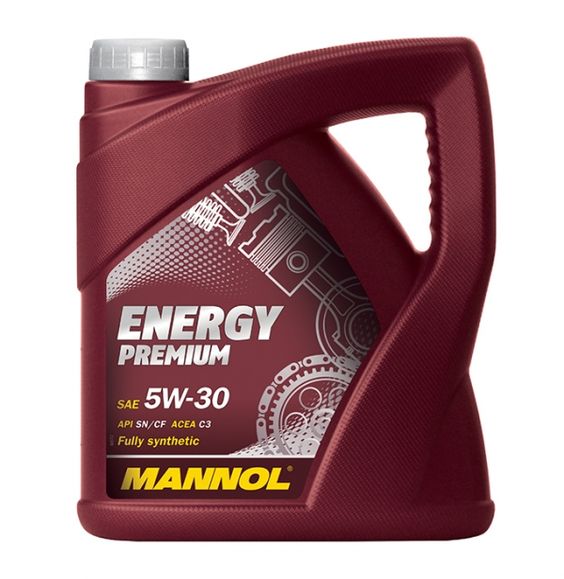 ENERGY
PREMIUM
SAE 5W-30
API SN/CF ACEA C3
Fully synthetic
MANNOL